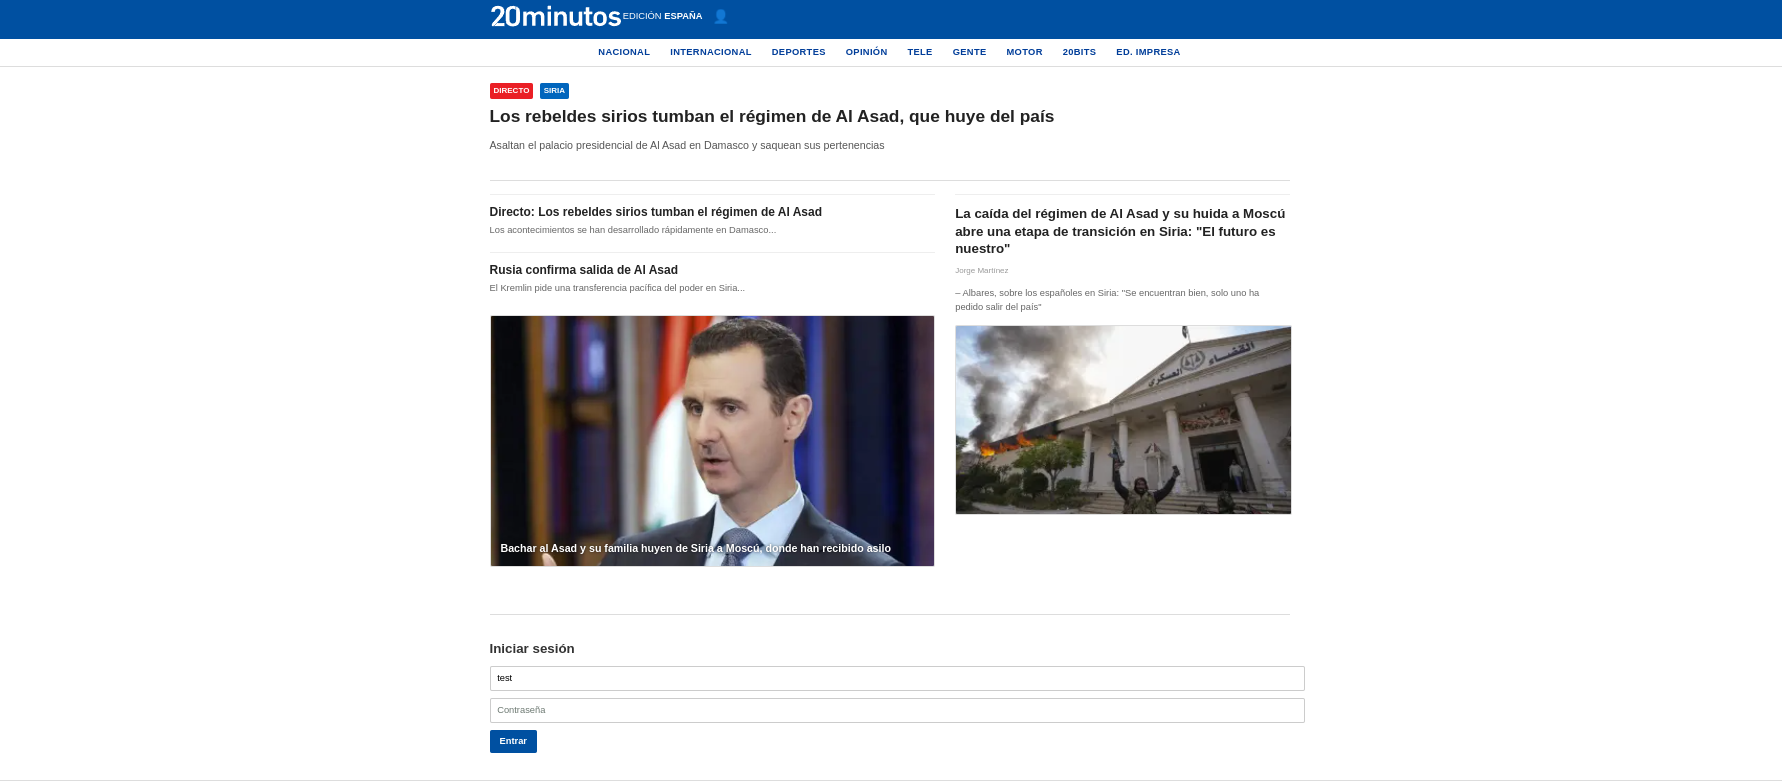 20minutos EDICIÓN ESPAÑA
NACIONAL INTERNACIONAL DEPORTES OPINIÓN TELE GENTE MOTOR 20BITS ED. IMPRESA
DIRECTO SIRIA
Los rebeldes sirios tumban el régimen de Al Asad, que huye del país
Asaltan el palacio presidencial de Al Asad en Damasco y saquean sus pertenencias
Directo: Los rebeldes sirios tumban el régimen de Al Asad
Los acontecimientos se han desarrollado rápidamente en Damasco...
Rusia confirma salida de Al Asad
El Kremlin pide una transferencia pacífica del poder en Siria...
Bachar al Asad y su familia huyen de Siria a Moscú, donde han recibido asilo
La caída del régimen de Al Asad y su huida a Moscú
abre una etapa de transición en Siria: "El futuro es
nuestro"
Jorge Martínez
– Albares, sobre los españoles en Siria: "Se encuentran bien, solo uno ha
pedido salir del país"
القضاء العسكري
Iniciar sesión
test
Contraseña
Entrar